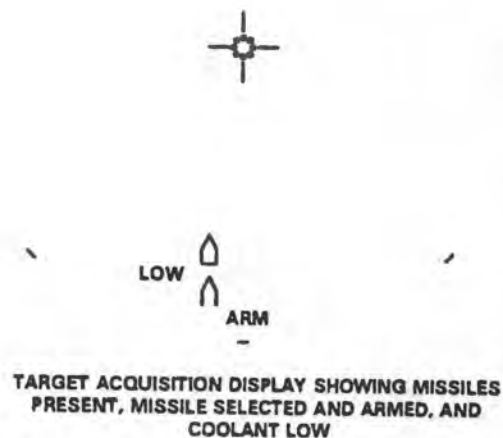 LOW
ARM
TARGET ACQUISITION DISPLAY SHOWING MISSILES
PRESENT, MISSILE SELECTED AND ARMED, AND
COOLANT LOW